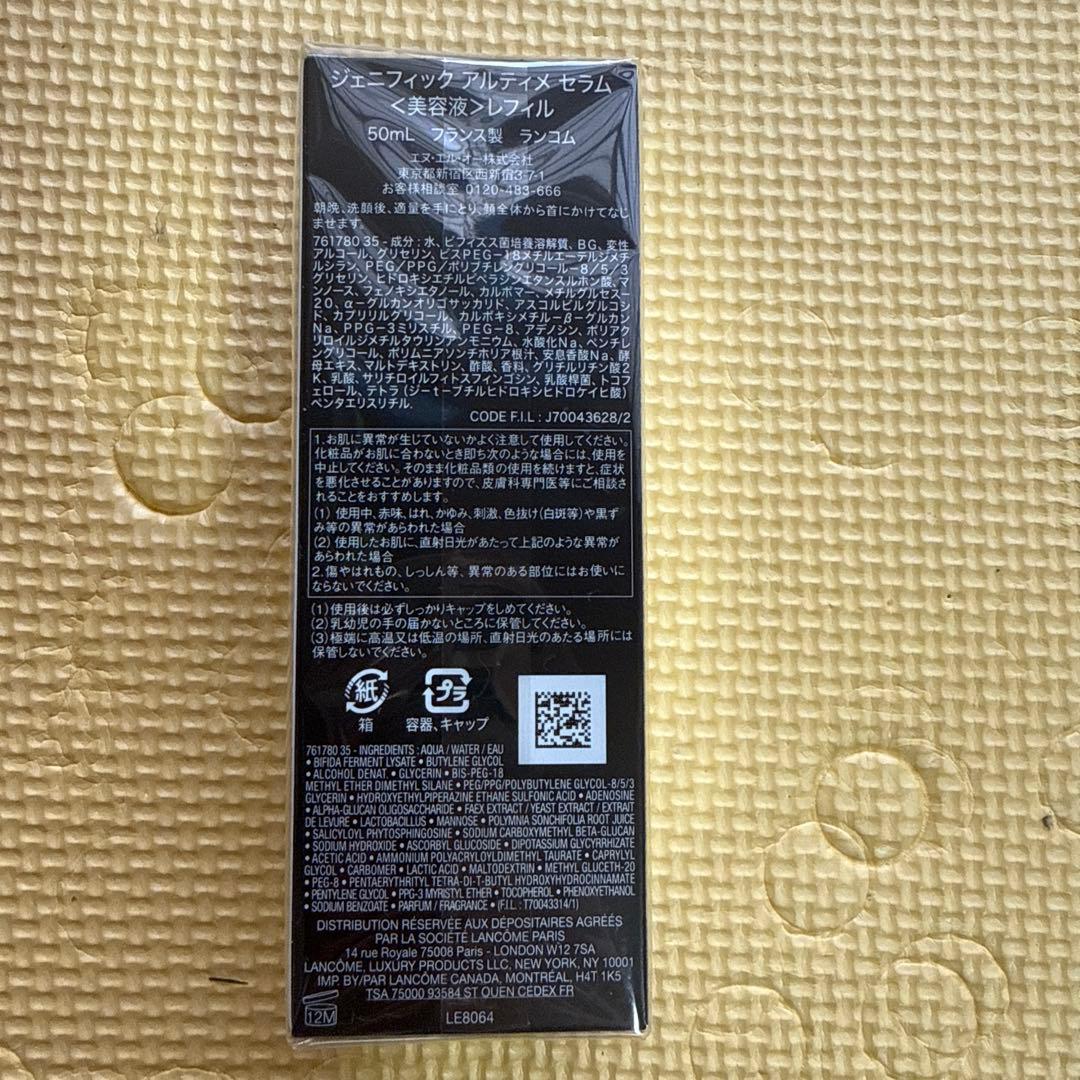 ジェニフィック アルティメ セラム
＜美容液＞レフィル
50mL フランス製 ランコム
エヌ・エル・オー株式会社
東京都新宿区西新宿3-7-1
お客様相談室 0120-483-666
朝晩、洗顔後、適量を手にとり、顔全体から首にかけてなじ
ませます。
761780 35 - 成分：水、ビフィズス菌培養溶解質、BG、変性
アルコール、グリセリン、ビスPEG－18メチルエーテルジメチ
ルシラン、PEG／PPG／ポリブチレングリコール－8／5／3
グリセリン、ヒドロキシエチルピペラジンエタンスルホン酸、マ
ンノース、フェノキシエタノール、カルボマー、メチルグルセス－
20、α－グルカンオリゴサッカリド、アスコルビルグルコシ
ド、カプリリルグリコール、カルボキシメチル－β－グルカン
Na、PPG－3ミリスチル、PEG－8、アデノシン、ポリアク
リロイルジメチルタウリンアンモニウム、水酸化Na、ペンチレ
ングリコール、ポリムニアソンチホリア根汁、安息香酸Na、酵
母エキス、マルトデキストリン、酢酸、香料、グリチルリチン酸2
K、乳酸、サリチロイルフィトスフィンゴシン、乳酸桿菌、トコフ
ェロール、テトラ（ジーt-ブチルヒドロキシヒドロケイヒ酸）
ペンタエリスリチル.
CODE F.I.L : J70043628/2
1.お肌に異常が生じていないかよく注意して使用してください。
化粧品がお肌に合わないとき即ち次のような場合には、使用を
中止してください。そのまま化粧品類の使用を続けますと、症状
を悪化させることがありますので、皮膚科専門医等にご相談さ
れることをおすすめします。
(1) 使用中、赤味、はれ、かゆみ、刺激、色抜け(白斑等)や黒ず
み等の異常があらわれた場合
(2) 使用したお肌に、直射日光があたって上記のような異常が
あらわれた場合
2.傷やはれもの、しっしん等、異常のある部位にはお使いに
ならないでください。
(1)使用後は必ずしっかりキャップをしめてください。
(2)乳幼児の手の届かないところに保管してください。
(3)極端に高温又は低温の場所、直射日光のあたる場所には
保管しないでください。
紙 プラ
箱 容器、キャップ
761780 35 - INGREDIENTS : AQUA / WATER / EAU
• BIFIDA FERMENT LYSATE • BUTYLENE GLYCOL
• ALCOHOL DENAT. • GLYCERIN • BIS-PEG-18
METHYL ETHER DIMETHYL SILANE • PEG/PPG/POLYBUTYLENE GLYCOL-8/5/3
GLYCERIN • HYDROXYETHYLPIPERAZINE ETHANE SULFONIC ACID • ADENOSINE
• ALPHA-GLUCAN OLIGOSACCHARIDE • FAEX EXTRACT / YEAST EXTRACT / EXTRAIT
DE LEVURE • LACTOBACILLUS • MANNOSE • POLYMNIA SONCHIFOLIA ROOT JUICE
• SALICYLOYL PHYTOSPHINGOSINE • SODIUM CARBOXYMETHYL BETA-GLUCAN
SODIUM HYDROXIDE • ASCORBYL GLUCOSIDE • DIPOTASSIUM GLYCYRRHIZATE
• ACETIC ACID • AMMONIUM POLYACRYLOYLDIMETHYL TAURATE • CAPRYLYL
GLYCOL • CARBOMER • LACTIC ACID • MALTODEXTRIN • METHYL GLUCETH-20
• PEG-8 • PENTAERYTHRITYL TETRA-DI-T-BUTYL HYDROXYHYDROCINNAMATE
• PENTYLENE GLYCOL • PPG-3 MYRISTYL ETHER • TOCOPHEROL • PHENOXYETHANOL
• SODIUM BENZOATE • PARFUM / FRAGRANCE • (F.I.L. : T70043314/1)
DISTRIBUTION RÉSERVÉE AUX DÉPOSITAIRES AGRÉÉS
PAR LA SOCIÉTÉ LANCÔME PARIS
14 rue Royale 75008 Paris - LONDON W12 7SA
LANCÔME, LUXURY PRODUCTS LLC, NEW YORK, NY 10001
IMP. BY/PAR LANCÔME CANADA, MONTRÉAL, H4T 1K5
TSA 75000 93584 ST OUEN CEDEX FR
12M
LE8064